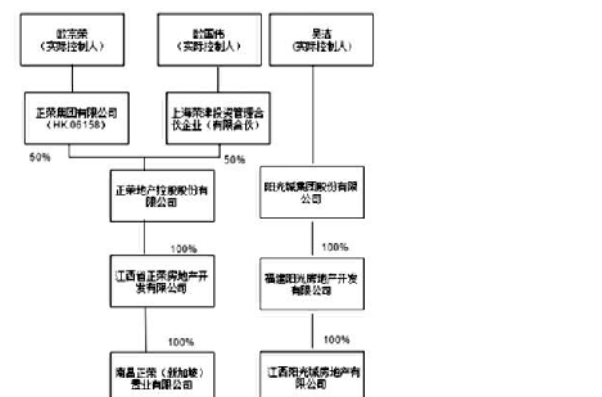 欧宗荣
（实际控制人）
欧国伟
（实际控制人）
吴洁
（实际控制人）
正荣集团有限公司
（HK.06158）
上海荣津投资管理合
伙企业（有限合伙）
50%
50%
正荣地产控股股份有
限公司
阳光城集团股份有限
公司
100%
100%
江西省正荣房地产开
发有限公司
福建阳光房地产开发
有限公司
100%
100%
南昌正荣（新加坡）
置业有限公司
江西阳光城房地产有
限公司